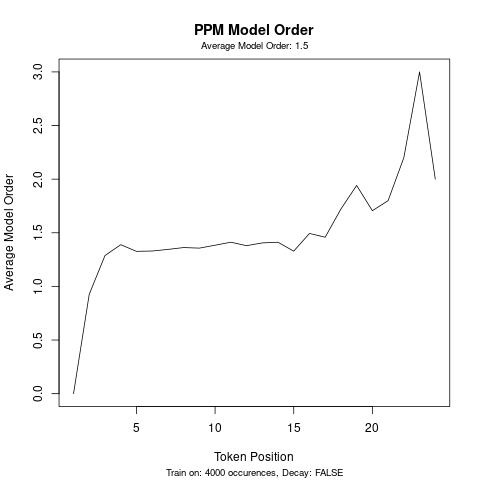 PPM Model Order
Average Model Order: 1.5
Average Model Order
3.0
2.5
2.0
1.5
1.0
0.5
0.0
5 10 15 20
Token Position
Train on: 4000 occurences, Decay: FALSE